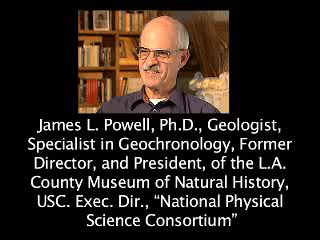 James L. Powell, Ph.D., Geologist,
Specialist in Geochronology, Former
Director, and President, of the L.A.
County Museum of Natural History,
USC. Exec. Dir., “National Physical
Science Consortium”